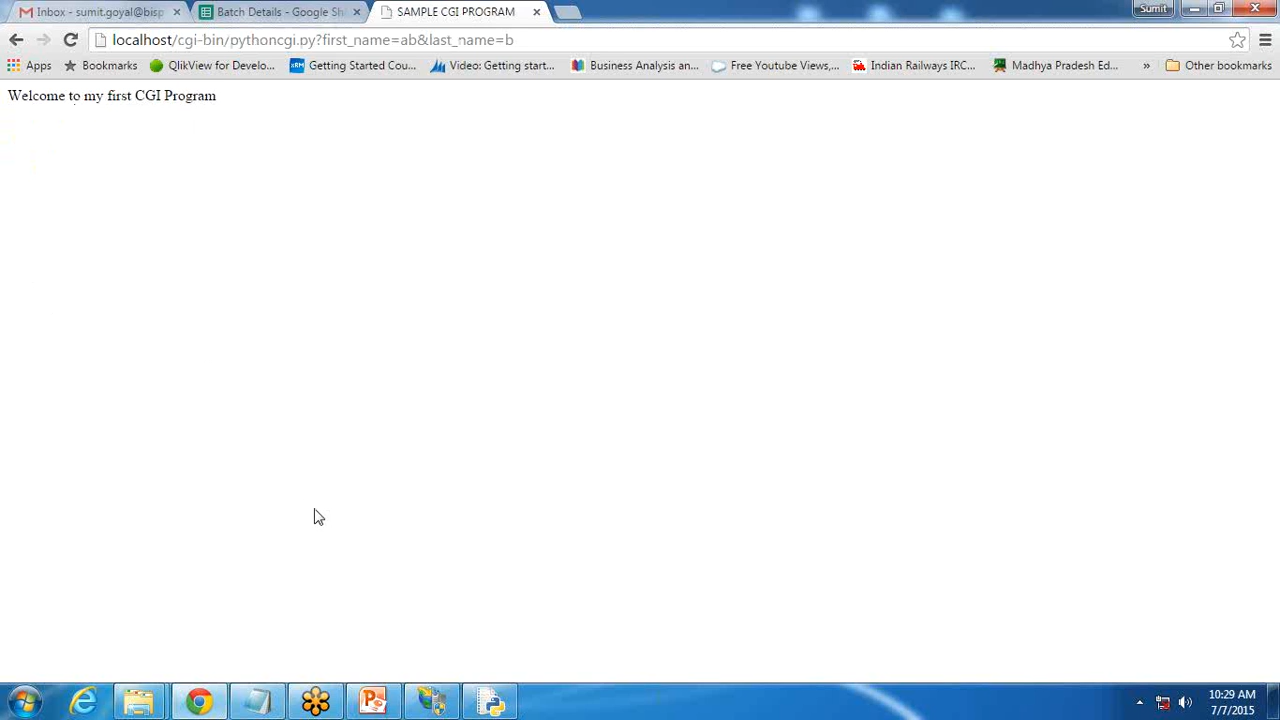 Inbox - sumit.goyal@bisp
Batch Details - Google Sh
SAMPLE CGI PROGRAM
Sumit
localhost/cgi-bin/pythoncgi.py?first_name=ab&last_name=b
Apps
Bookmarks
QlikView for Develo...
XRM
Getting Started Cou...
Video: Getting start...
Business Analysis an...
Free Youtube Views,...
Indian Railways IRC...
Madhya Pradesh Ed...
»
Other bookmarks
Welcome to my first CGI Program
10:29 AM
7/7/2015